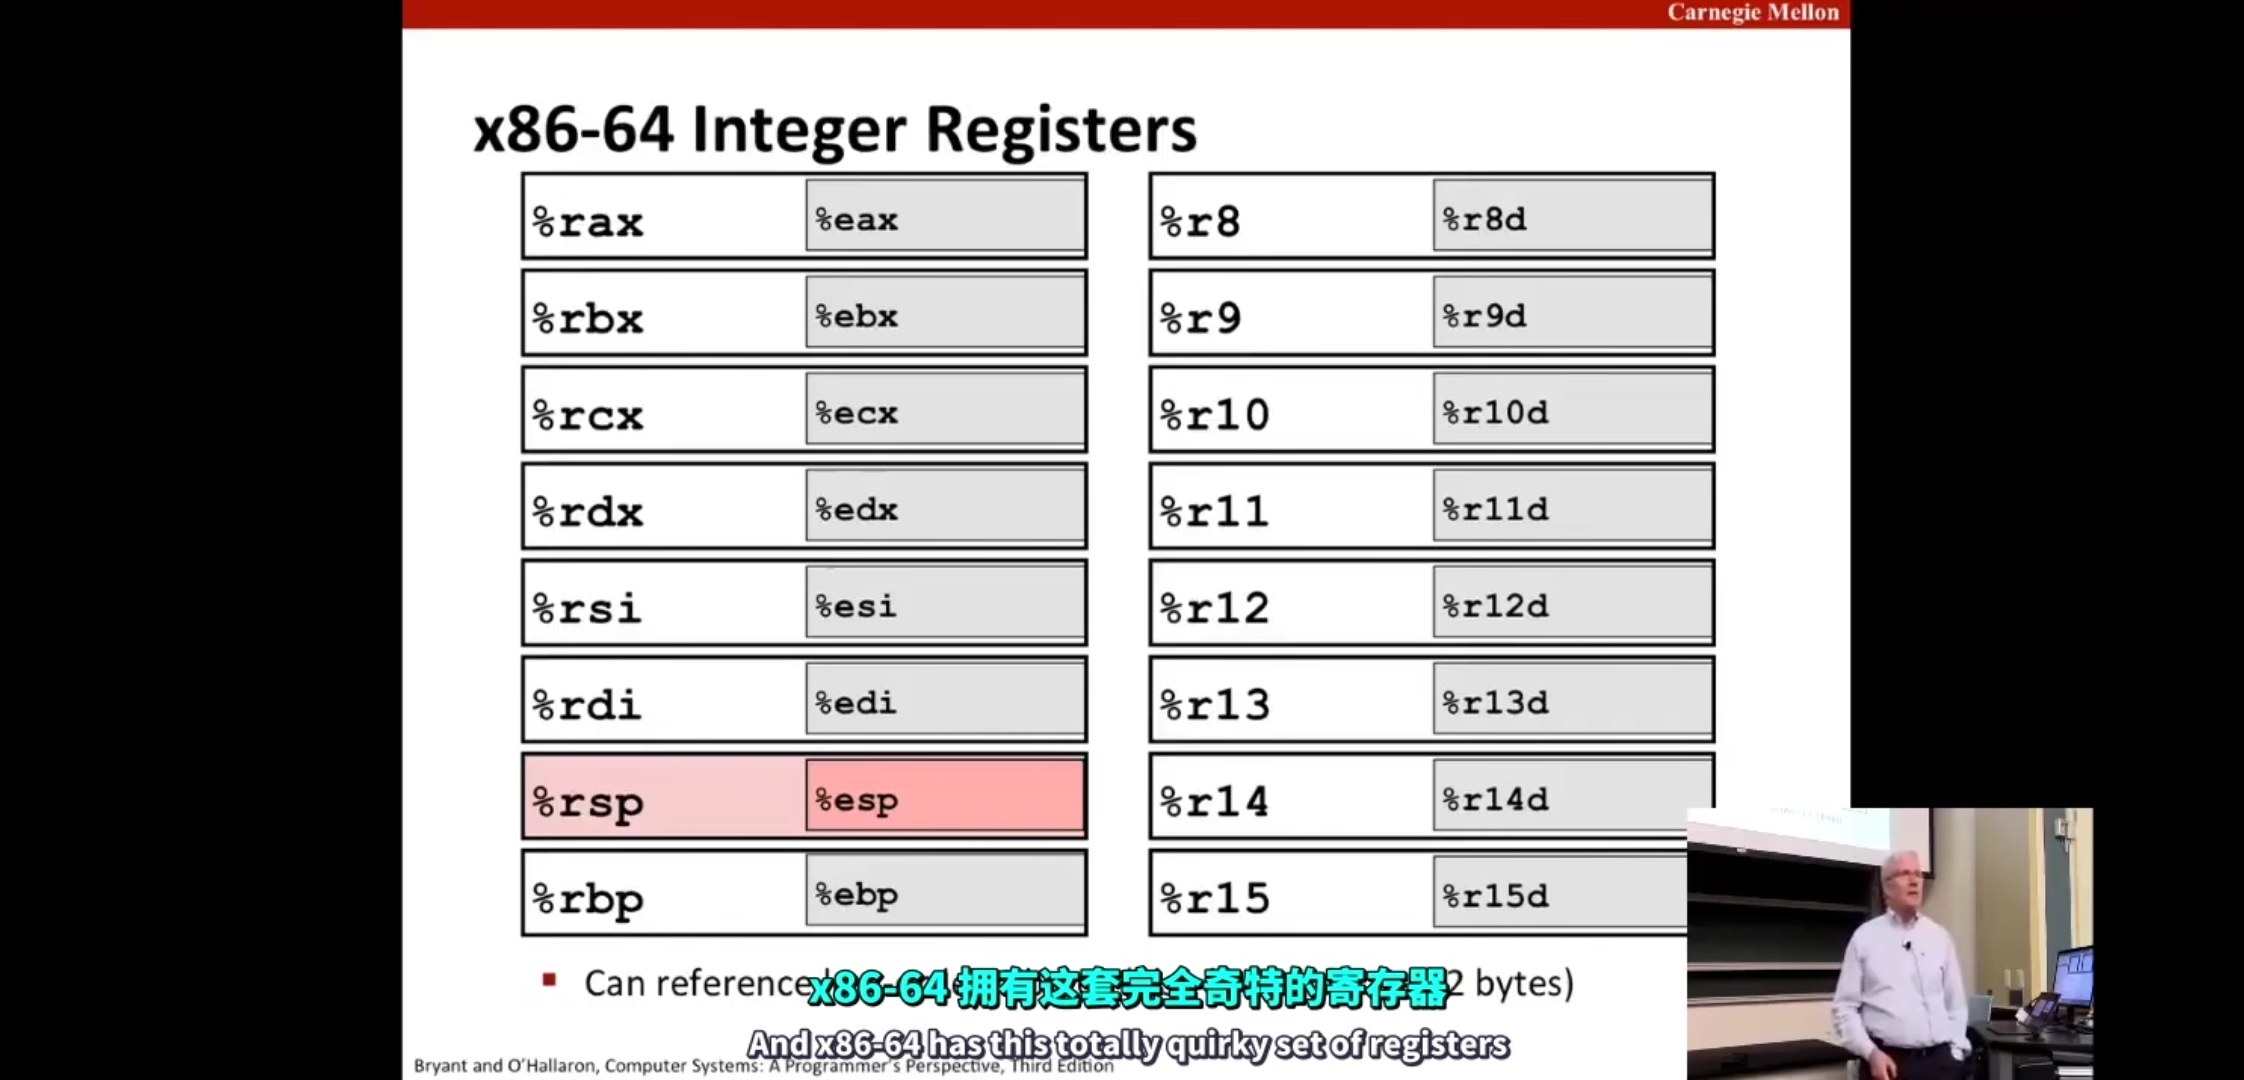 Carnegie Mellon
x86-64 Integer Registers
%rax %eax %r8 %r8d
%rbx %ebx %r9 %r9d
%rcx %ecx %r10 %r10d
%rdx %edx %r11 %r11d
%rsi %esi %r12 %r12d
%rdi %edi %r13 %r13d
%rsp %esp %r14 %r14d
%rbp %ebp %r15 %r15d
Can reference 2 bytes)
x86-64 拥有这套完全奇特的寄存器
And x86-64 has this totally quirky set of registers
Bryant and O'Hallaron, Computer Systems: A Programmer's Perspective, Third Edition